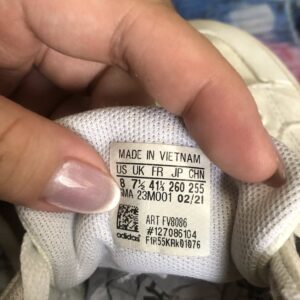 MADE IN VIETNAM
US UK FR JP CHN
8 7½ 41⅓ 260 255
SMA 23M001 02/21
ART FV8086
#127086104
adidas